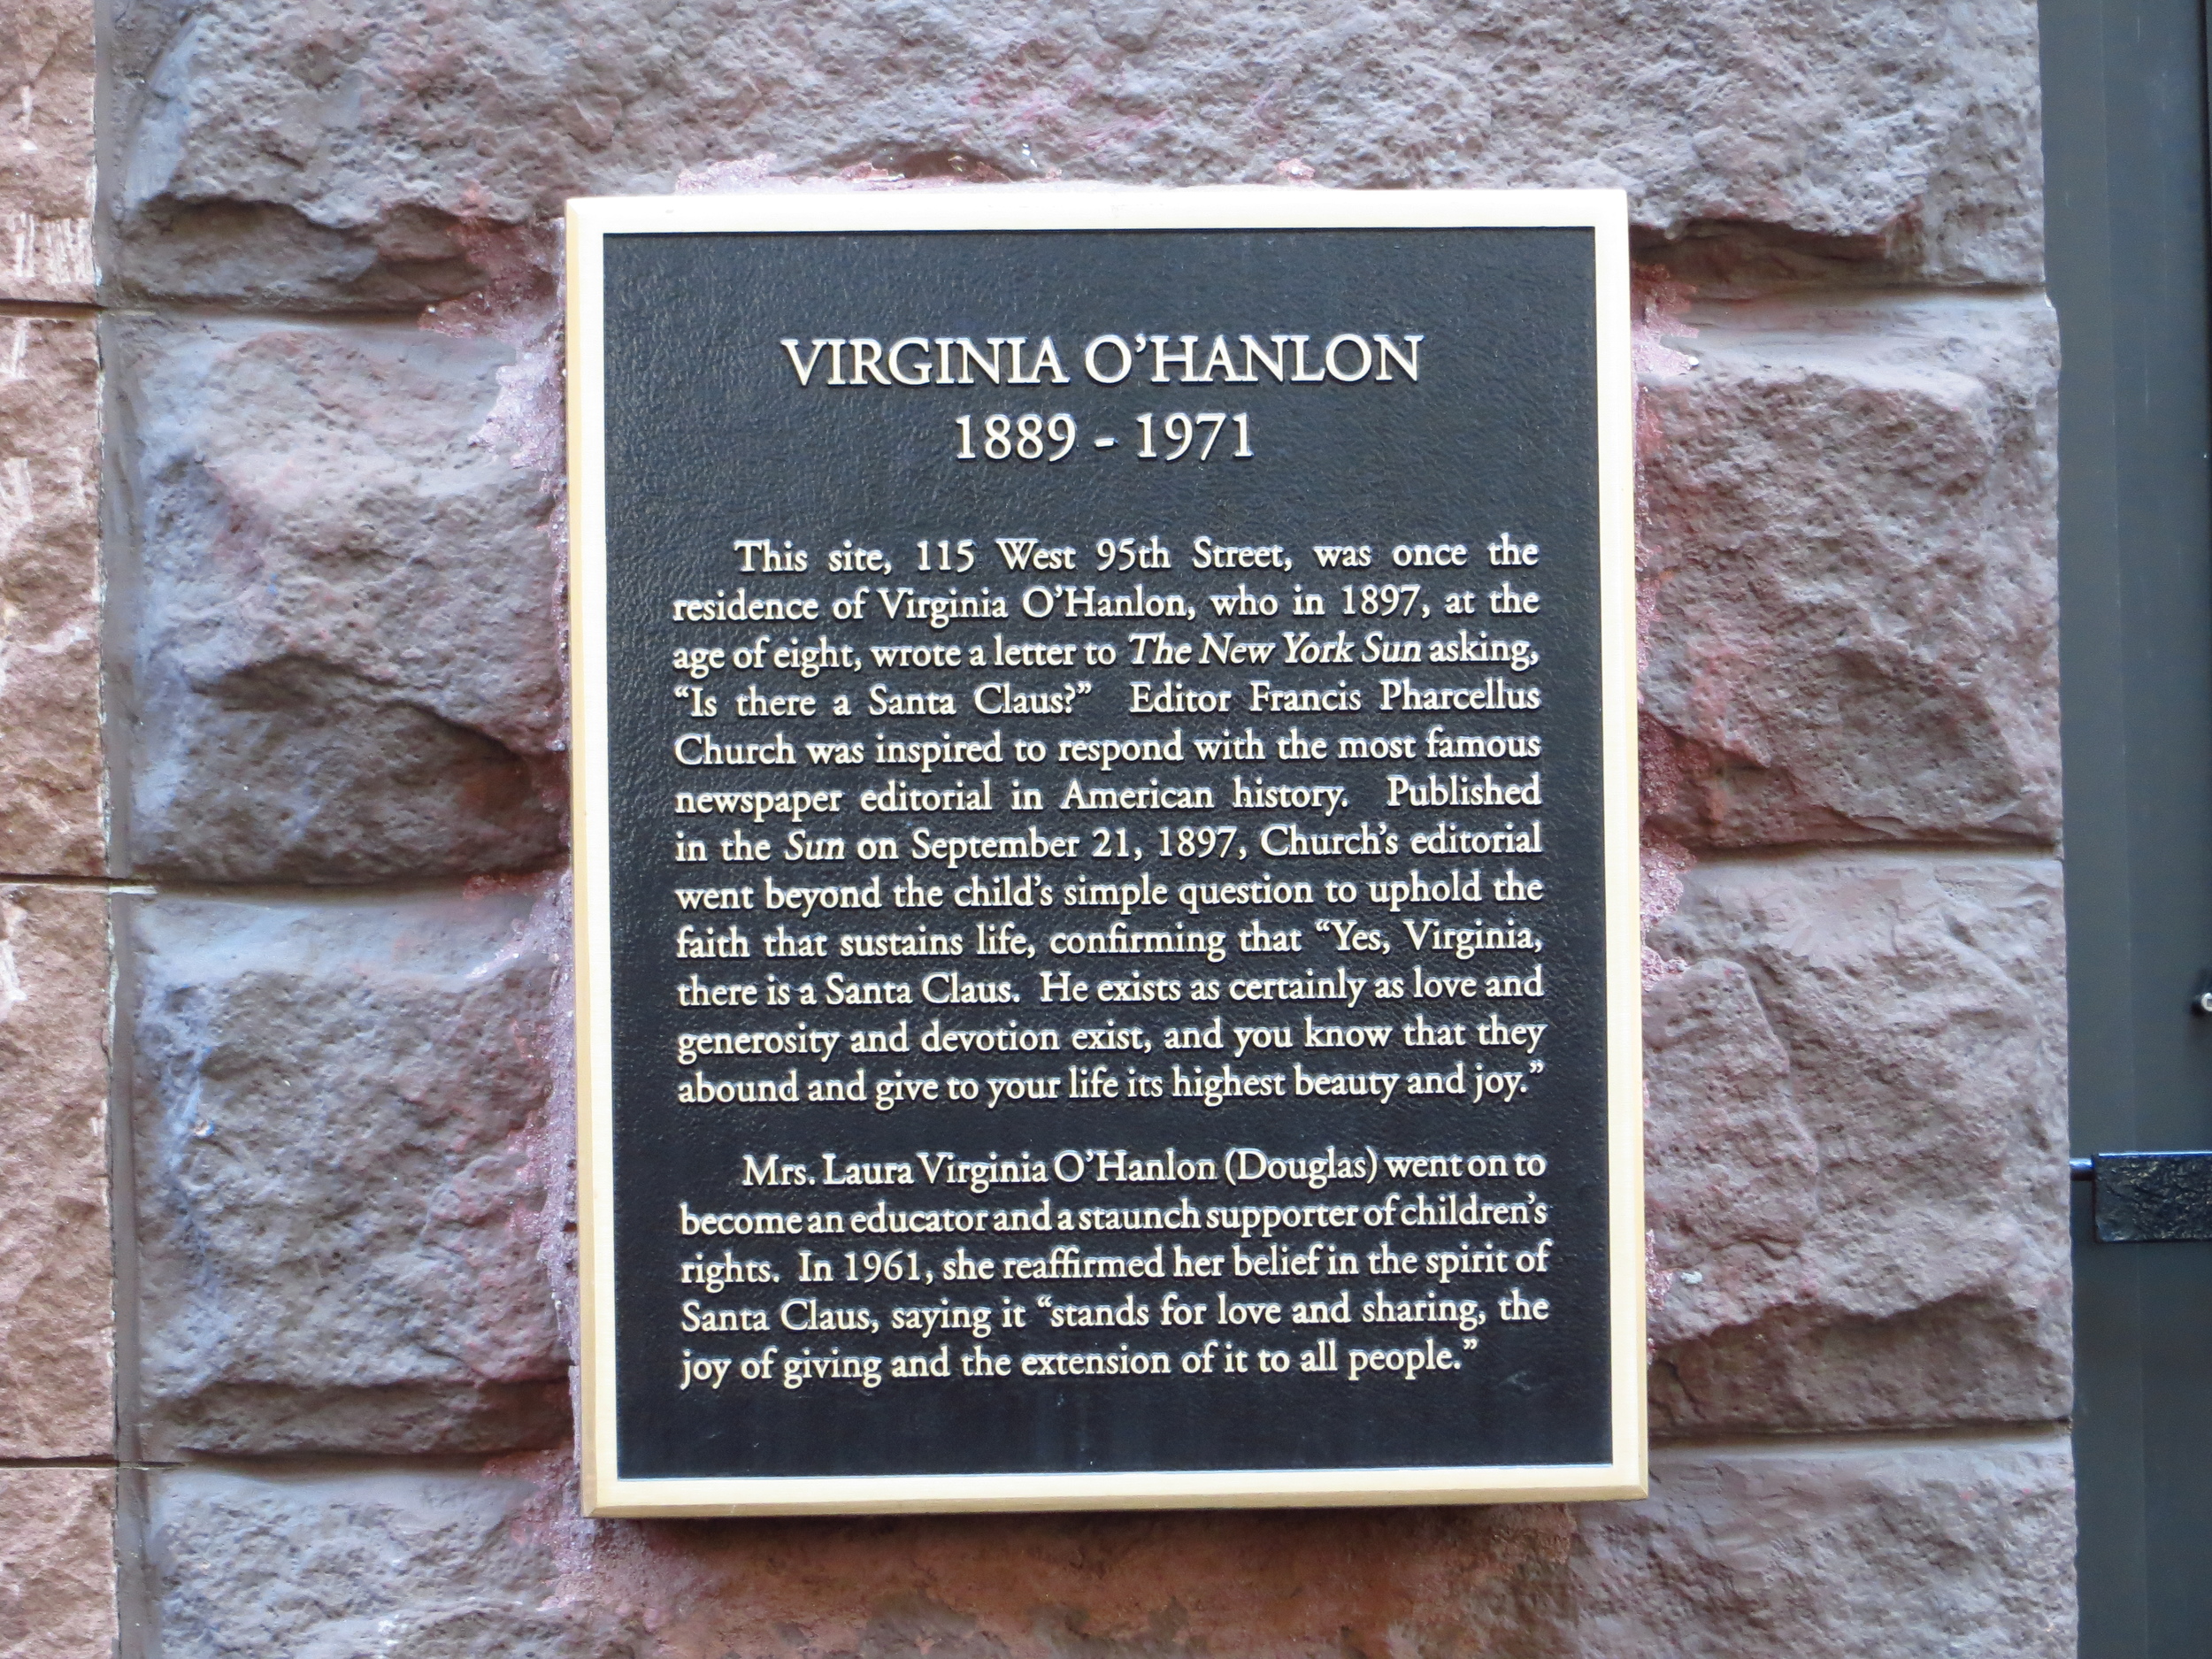 VIRGINIA O’HANLON
1889 - 1971
This site, 115 West 95th Street, was once the
residence of Virginia O’Hanlon, who in 1897, at the
age of eight, wrote a letter to The New York Sun asking,
“Is there a Santa Claus?” Editor Francis Pharcellus
Church was inspired to respond with the most famous
newspaper editorial in American history. Published
in the Sun on September 21, 1897, Church’s editorial
went beyond the child’s simple question to uphold the
faith that sustains life, confirming that “Yes, Virginia,
there is a Santa Claus. He exists as certainly as love and
generosity and devotion exist, and you know that they
abound and give to your life its highest beauty and joy.”
Mrs. Laura Virginia O’Hanlon (Douglas) went on to
become an educator and a staunch supporter of children’s
rights. In 1961, she reaffirmed her belief in the spirit of
Santa Claus, saying it “stands for love and sharing, the
joy of giving and the extension of it to all people.”